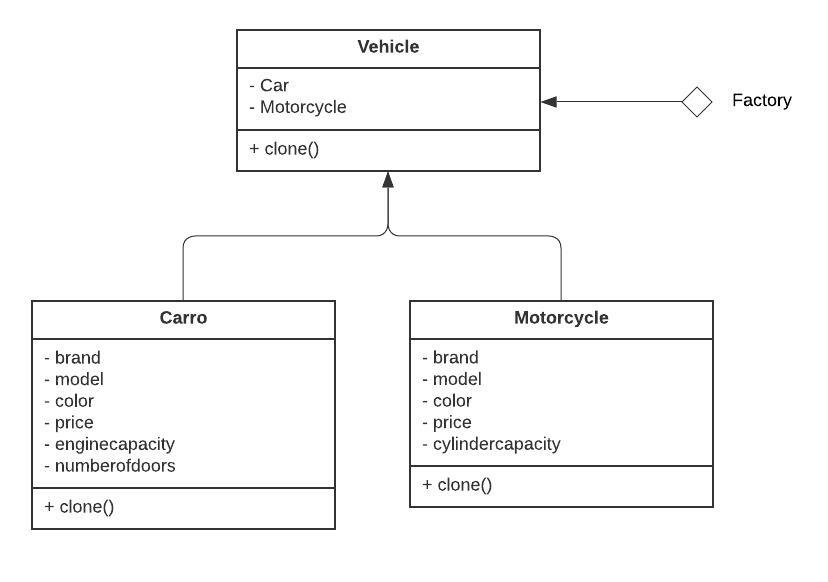 Vehicle
- Car
- Motorcycle
+ clone()
Factory
Carro
- brand
- model
- color
- price
- enginecapacity
- numberofdoors
+ clone()
Motorcycle
- brand
- model
- color
- price
- cylindercapacity
+ clone()